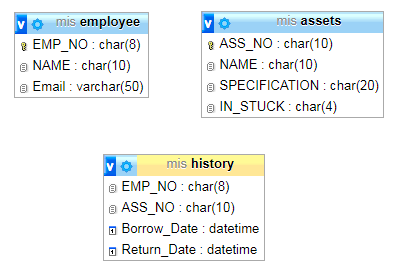 mis employee
EMP_NO : char(8)
NAME : char(10)
Email : varchar(50)
mis assets
ASS_NO : char(10)
NAME : char(10)
SPECIFICATION : char(20)
IN_STUCK : char(4)
mis history
EMP_NO : char(8)
ASS_NO : char(10)
Borrow_Date : datetime
Return_Date : datetime